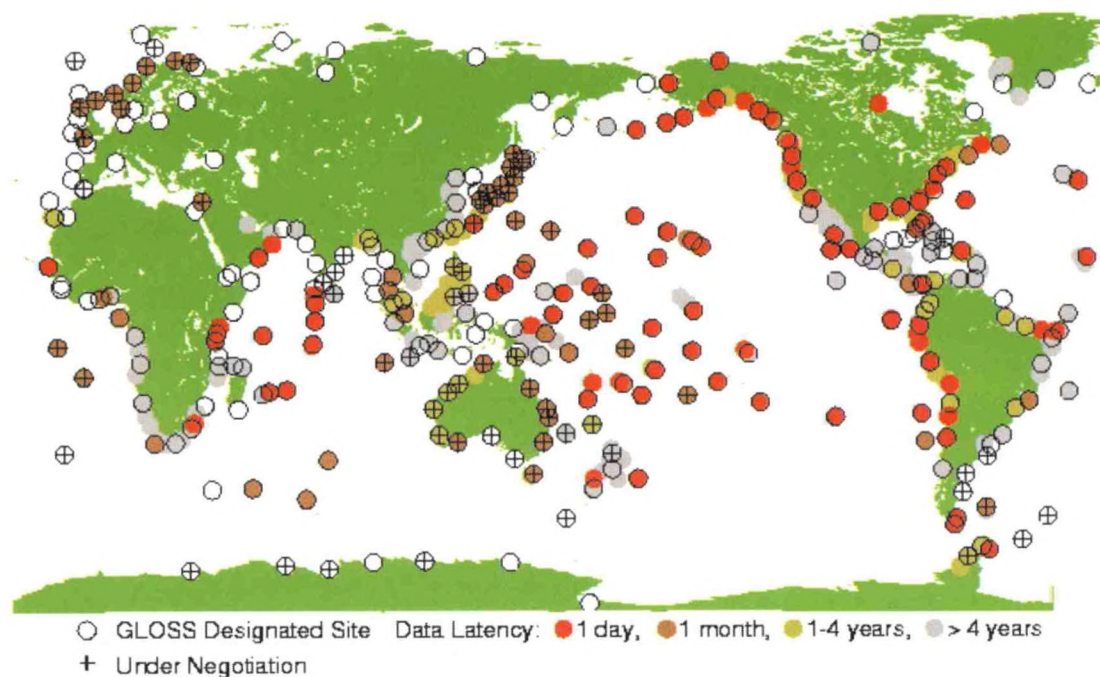 GLOSS Designated Site Data Latency: 1 day, 1 month, 1-4 years, > 4 years
+ Under Negotiation